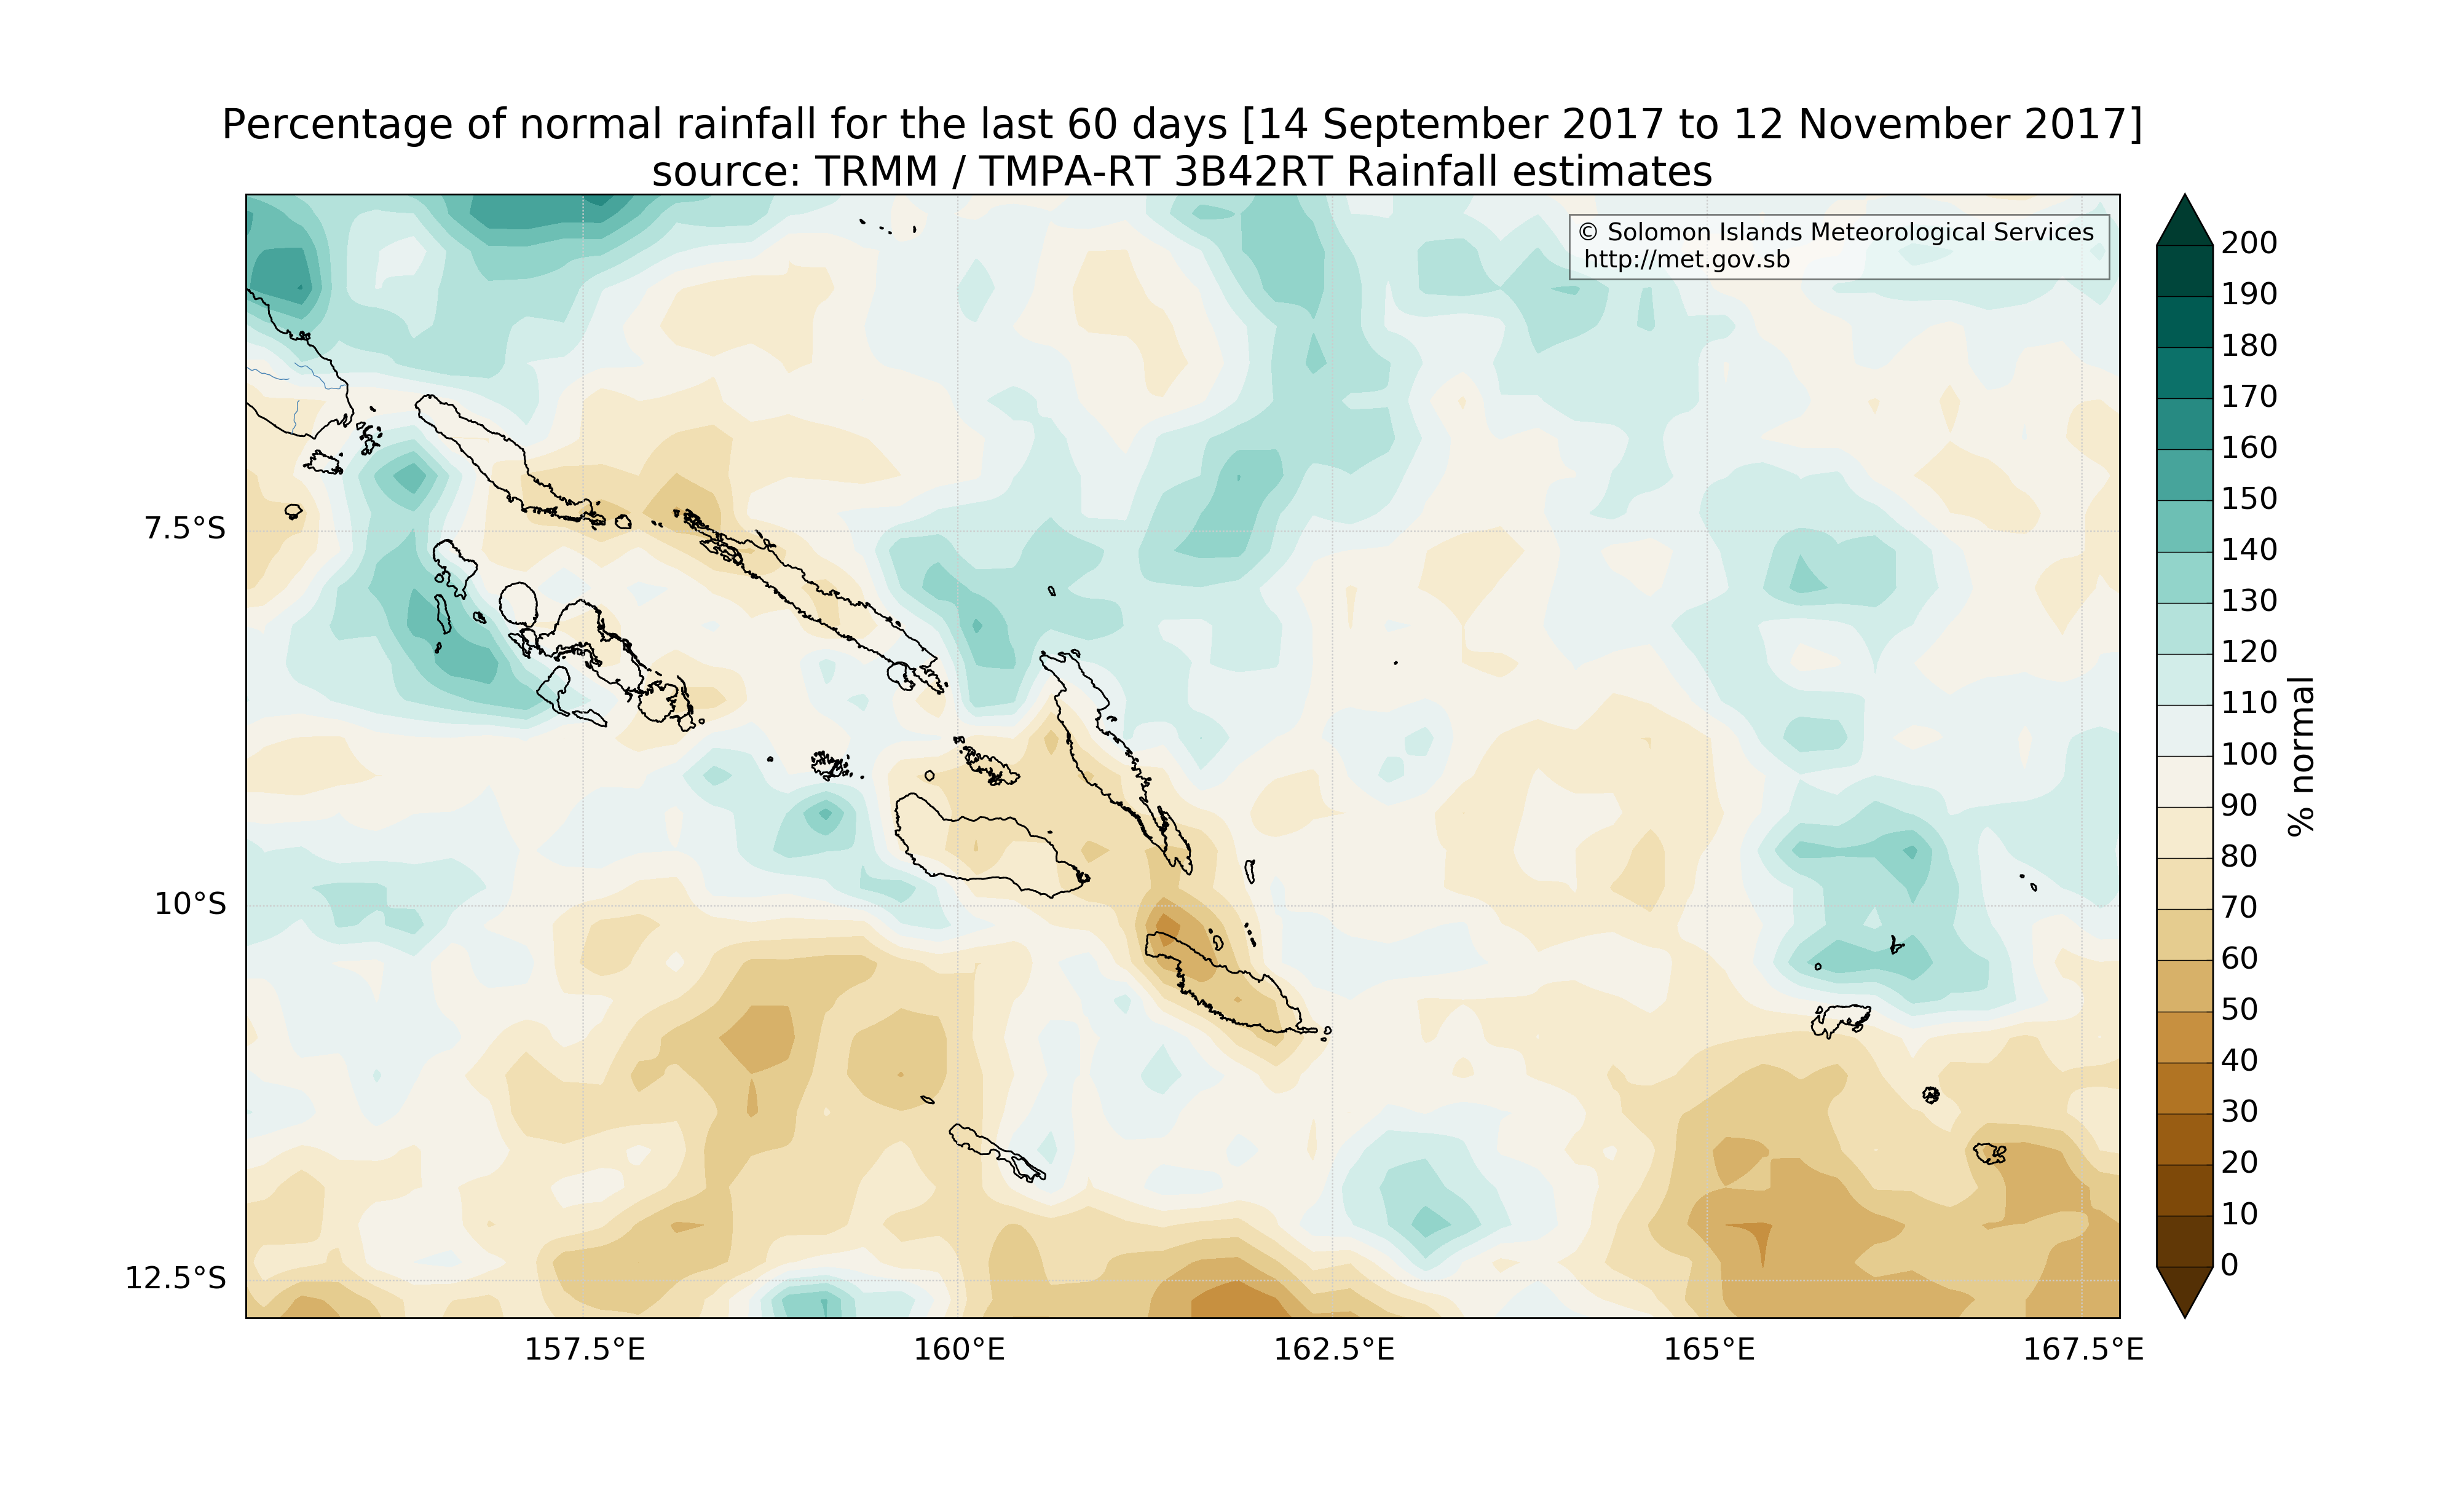 Percentage of normal rainfall for the last 60 days [14 September 2017 to 12 November 2017]
source: TRMM / TMPA-RT 3B42RT Rainfall estimates
© Solomon Islands Meteorological Services
http://met.gov.sb
7.5°S
10°S
12.5°S
157.5°E
160°E
162.5°E
165°E
167.5°E
200
190
180
170
160
150
140
130
120
110
100
90
80
70
60
50
40
30
20
10
0
% normal